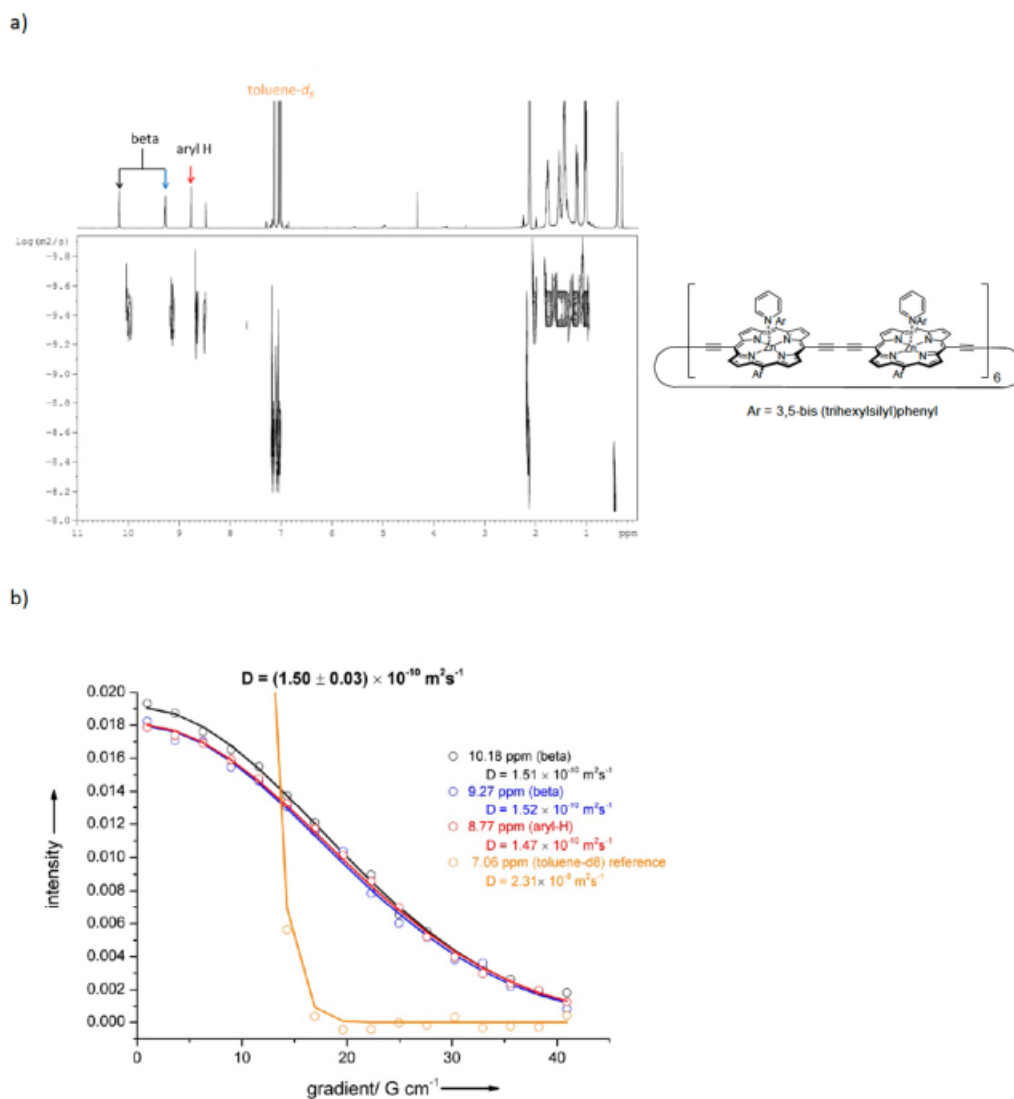 a)
toluene-d8
beta
aryl H
log(m2/s)
-9.8
-9.6
-9.4
-9.2
-9.0
-8.8
-8.6
-8.4
-8.2
-8.0
11 10 9 8 7 6 5 4 3 2 1 ppm
N Ar N Ar
N N N N
Zn Zn
N N N N
Ar Ar
6
Ar = 3,5-bis (trihexylsilyl)phenyl
b)
D = (1.50 ± 0.03) × 10⁻¹⁰ m²s⁻¹
0.020
0.018
0.016
0.014
0.012
0.010
0.008
0.006
0.004
0.002
0.000
intensity
10.18 ppm (beta)
D = 1.51 × 10⁻¹⁰ m²s⁻¹
9.27 ppm (beta)
D = 1.52 × 10⁻¹⁰ m²s⁻¹
8.77 ppm (aryl-H)
D = 1.47 × 10⁻¹⁰ m²s⁻¹
7.06 ppm (toluene-d8) reference
D = 2.31× 10⁻⁹ m²s⁻¹
0 10 20 30 40
gradient/ G cm⁻¹